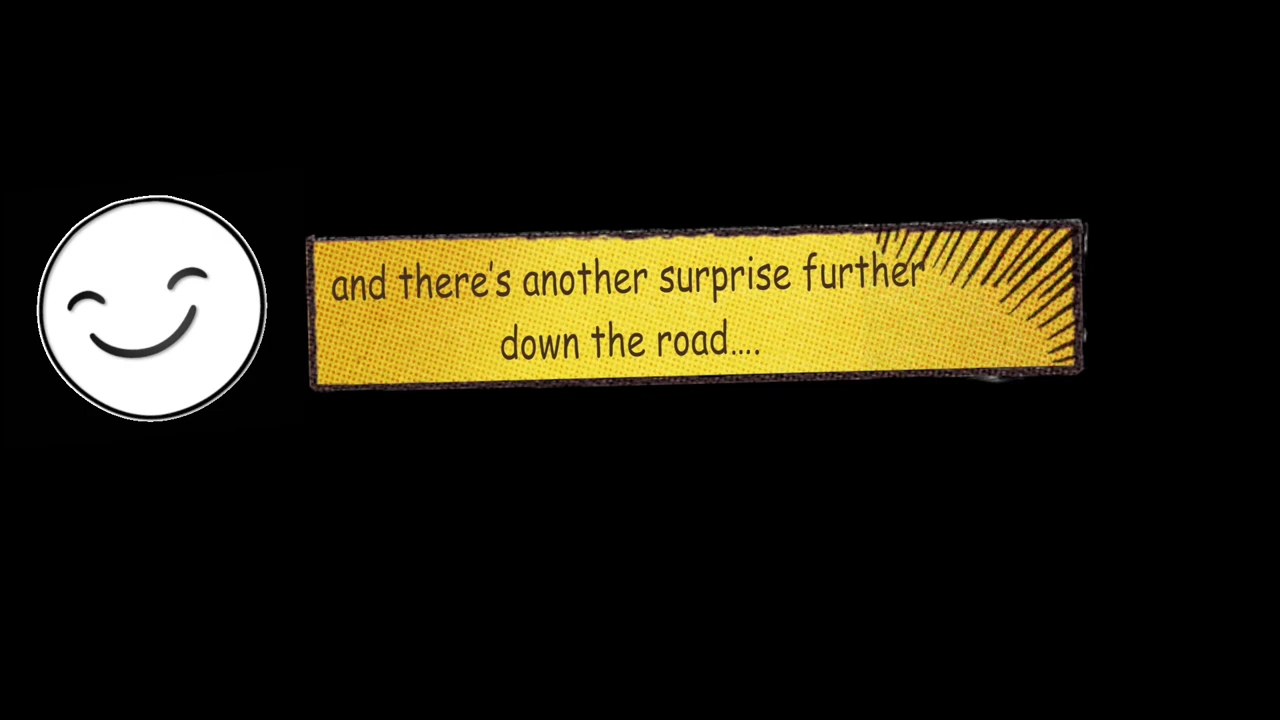 and there's another surprise further
down the road....